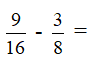 9/16 - 3/8 =